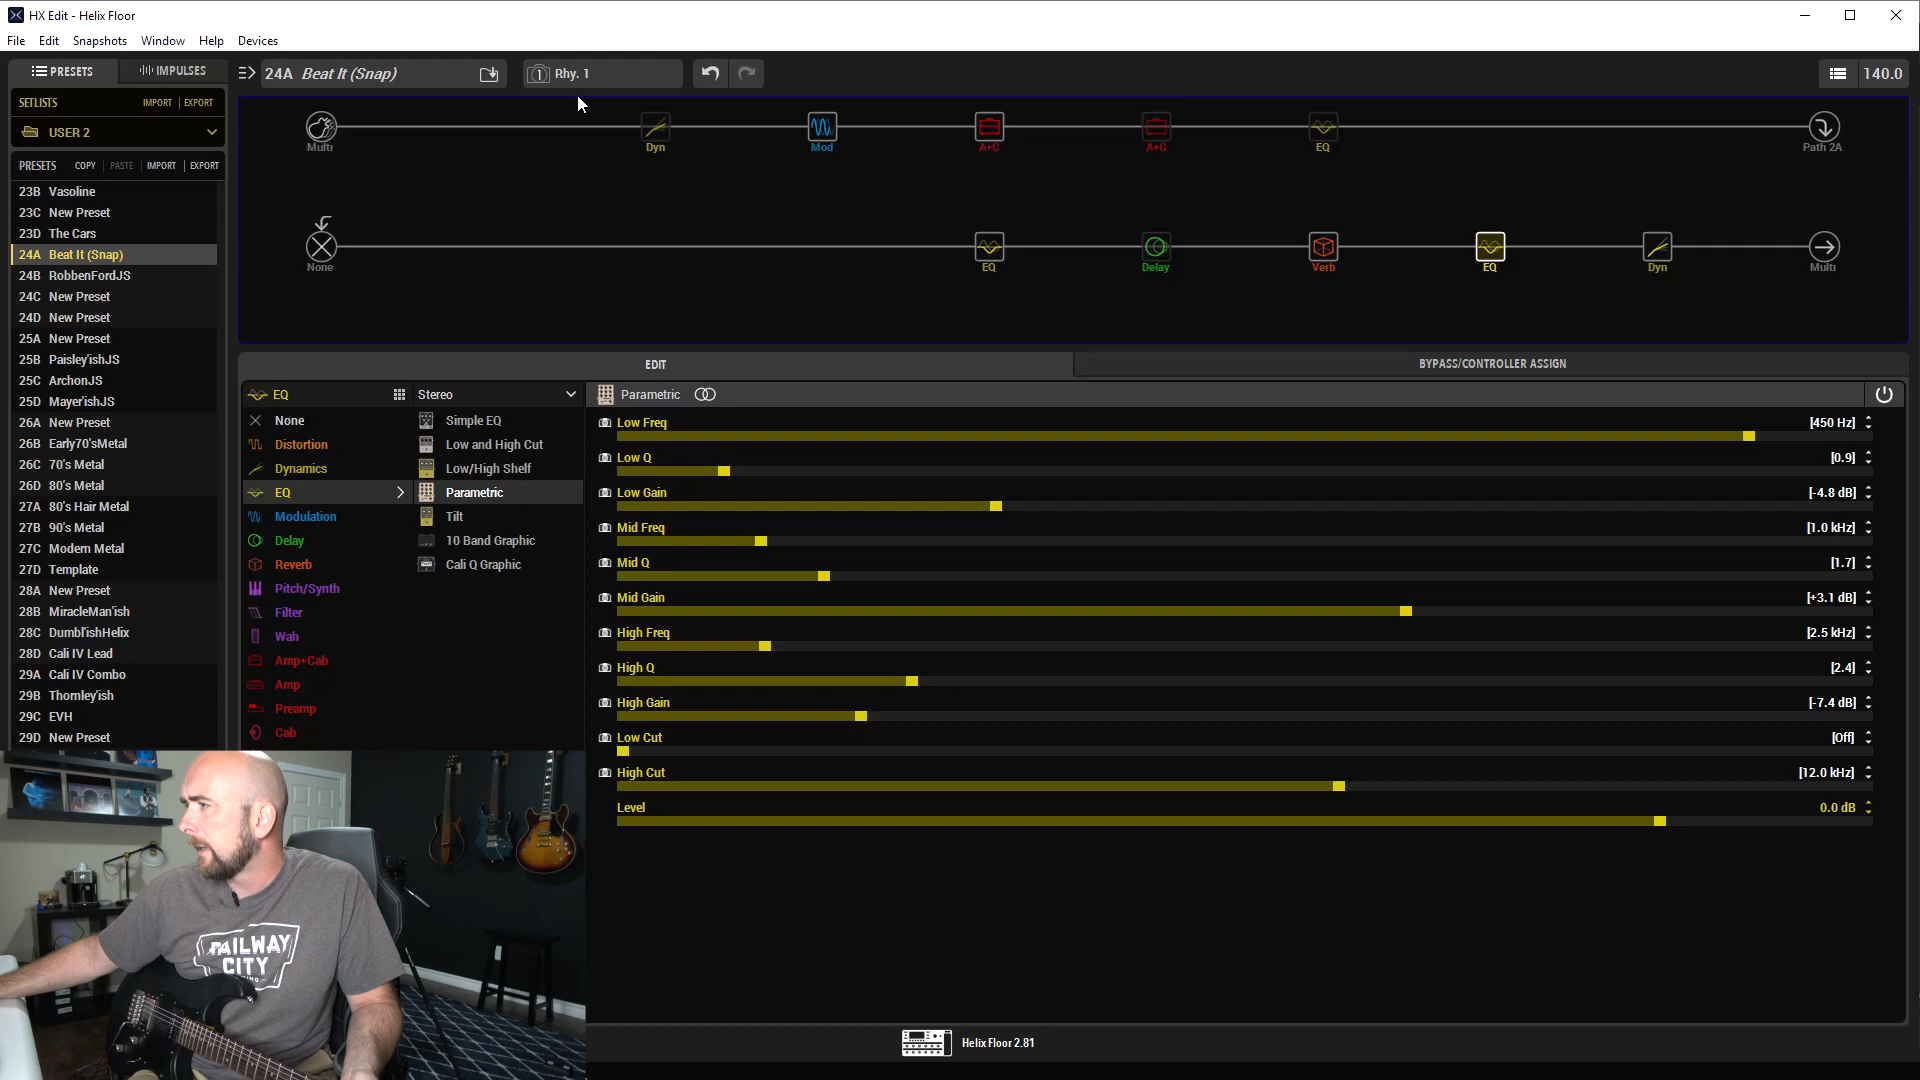 HX Edit - Helix Floor
File Edit Snapshots Window Help Devices
PRESETS IMPULSES
24A Beat It (Snap)
1 Rhy. 1
140.0
SETLISTS IMPORT | EXPORT
USER 2
PRESETS COPY PASTE IMPORT | EXPORT
23B Vasoline
23C New Preset
23D The Cars
24A Beat It (Snap)
24B RobbenFordJS
24C New Preset
24D New Preset
25A New Preset
25B Paisley'ishJS
25C ArchonJS
25D Mayer'ishJS
26A New Preset
26B Early70'sMetal
26C 70's Metal
26D 80's Metal
27A 80's Hair Metal
27B 90's Metal
27C Modern Metal
27D Template
28A New Preset
28B MiracleMan'ish
28C Dumbl'ishHelix
28D Cali IV Lead
29A Cali IV Combo
29B Thornley'ish
29C EVH
29D New Preset
Multi Dyn Mod A+C A+C EQ Path 2A
None EQ Delay Verb EQ Dyn Multi
EDIT BYPASS/CONTROLLER ASSIGN
EQ Stereo
None
Distortion
Dynamics
EQ
Modulation
Delay
Reverb
Pitch/Synth
Filter
Wah
Amp+Cab
Amp
Preamp
Cab
Simple EQ
Low and High Cut
Low/High Shelf
Parametric
Tilt
10 Band Graphic
Cali Q Graphic
Parametric
Low Freq [450 Hz]
Low Q [0.9]
Low Gain [-4.8 dB]
Mid Freq [1.0 kHz]
Mid Q [1.7]
Mid Gain [+3.1 dB]
High Freq [2.5 kHz]
High Q [2.4]
High Gain [-7.4 dB]
Low Cut [Off]
High Cut [12.0 kHz]
Level 0.0 dB
RAILWAY
CITY
Helix Floor 2.81